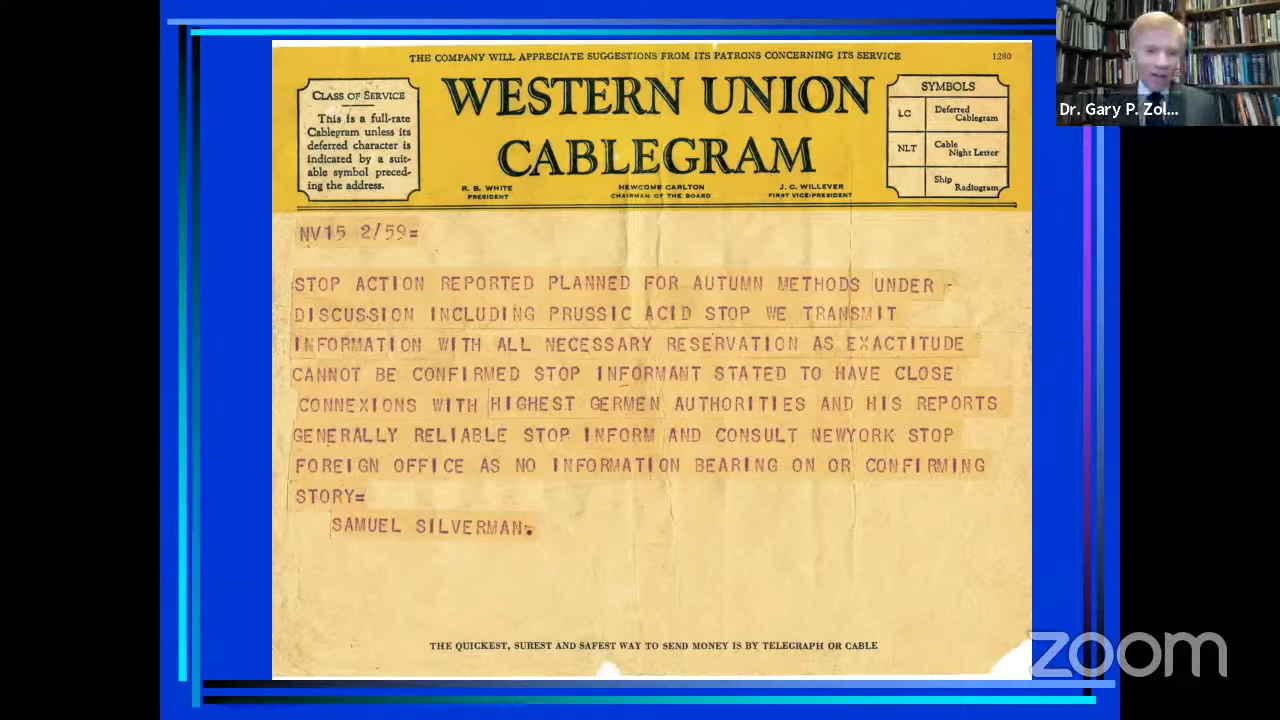 THE COMPANY WILL APPRECIATE SUGGESTIONS FROM ITS PATRONS CONCERNING ITS SERVICE
1280
CLASS OF SERVICE
This is a full-rate
Cablegram unless its
deferred character is
indicated by a suit-
able symbol preced-
ing the address.
WESTERN UNION
CABLEGRAM
R. B. WHITE
PRESIDENT
NEWCOMB CARLTON
CHAIRMAN OF THE BOARD
J. C. WILLEVER
FIRST VICE-PRESIDENT
SYMBOLS
LC Deferred Cablegram
NLT Cable Night Letter
Ship Radiogram
Dr. Gary P. Zol...
NV15 2/59=
STOP ACTION REPORTED PLANNED FOR AUTUMN METHODS UNDER -
DISCUSSION INCLUDING PRUSSIC ACID STOP WE TRANSMIT
INFORMATION WITH ALL NECESSARY RESERVATION AS EXACTITUDE
CANNOT BE CONFIRMED STOP INFORMANT STATED TO HAVE CLOSE
CONNEXIONS WITH HIGHEST GERMEN AUTHORITIES AND HIS REPORTS
GENERALLY RELIABLE STOP INFORM AND CONSULT NEWYORK STOP
FOREIGN OFFICE AS NO INFORMATION BEARING ON OR CONFIRMING
STORY=
SAMUEL SILVERMAN.
THE QUICKEST, SUREST AND SAFEST WAY TO SEND MONEY IS BY TELEGRAPH OR CABLE
zoom